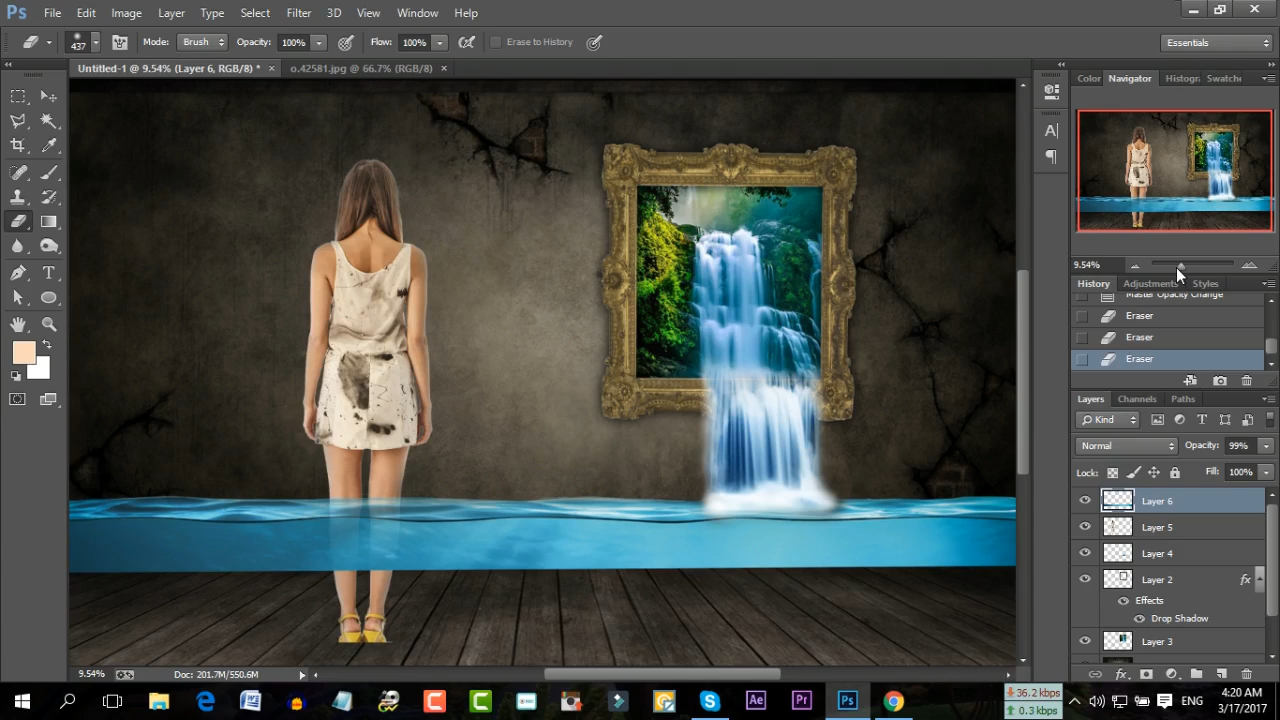 Ps File Edit Image Layer Type Select Filter 3D View Window Help
437 Mode: Brush Opacity: 100% Flow: 100% Erase to History Essentials
Untitled-1 @ 9.54% (Layer 6, RGB/8) * × o.42581.jpg @ 66.7% (RGB/8) ×
Color Navigator Histogr Swatche
9.54%
History Adjustments Styles
Master Opacity Change
Eraser
Eraser
Eraser
Layers Channels Paths
Kind
Normal Opacity: 99%
Lock: Fill: 100%
Layer 6
Layer 5
Layer 4
Layer 2 fx
Effects
Drop Shadow
Layer 3
9.54% Doc: 201.7M/550.6M
fx
Ae Pr Ps
36.2 kbps
0.3 kbps
ENG
4:20 AM
3/17/2017